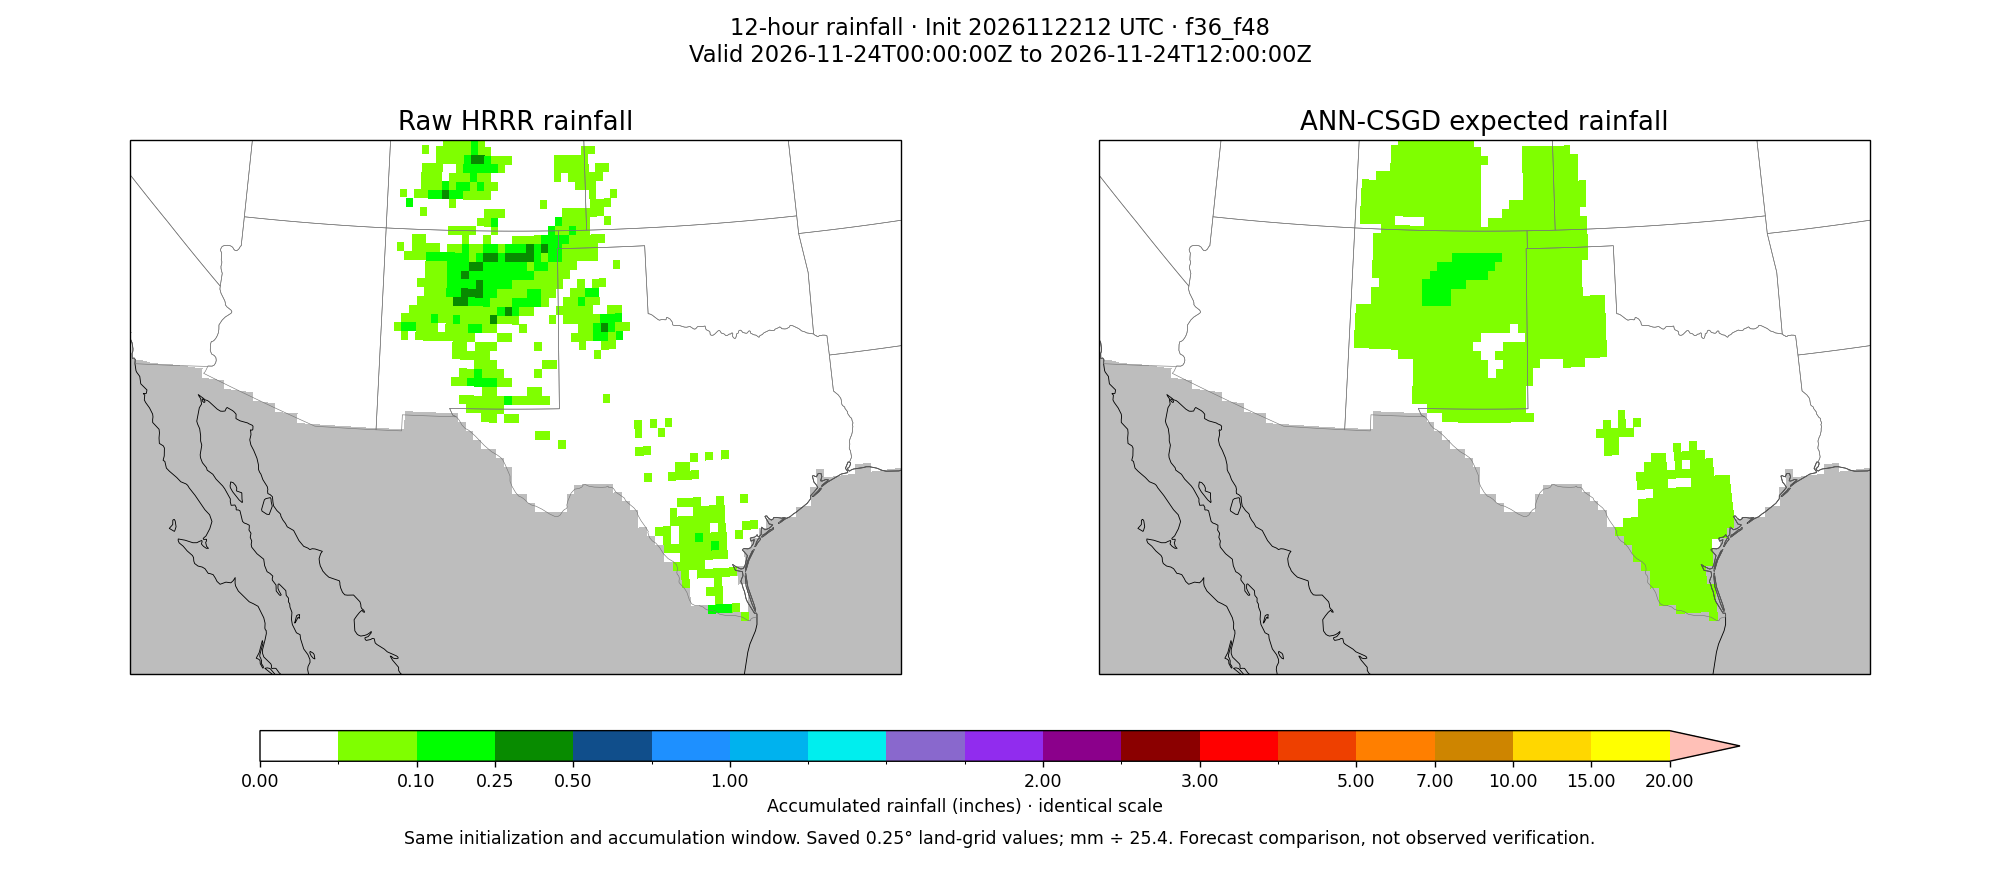 12-hour rainfall · Init 2026112212 UTC · f36_f48
Valid 2026-11-24T00:00:00Z to 2026-11-24T12:00:00Z
Raw HRRR rainfall
ANN-CSGD expected rainfall
0.00 0.10 0.25 0.50 1.00 2.00 3.00 5.00 7.00 10.00 15.00 20.00
Accumulated rainfall (inches) · identical scale
Same initialization and accumulation window. Saved 0.25° land-grid values; mm ÷ 25.4. Forecast comparison, not observed verification.